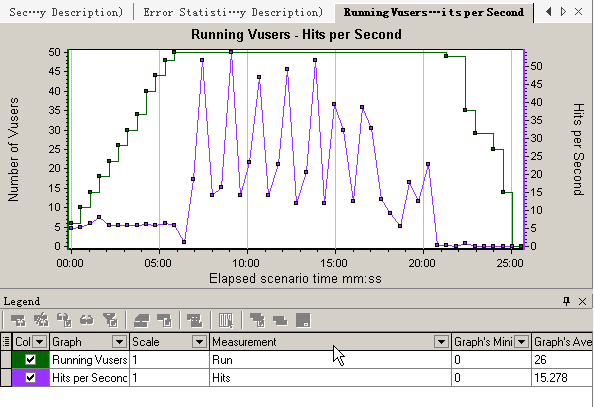 Sec⋯y Description)
Error Statisti⋯y Description)
Running Vusers⋯its per Second
Running Vusers - Hits per Second
Number of Vusers
50
45
40
35
30
25
20
15
10
5
0
50
45
40
35
30
25
20
15
10
5
0
Hits per Second
00:00 05:00 10:00 15:00 20:00 25:00
Elapsed scenario time mm:ss
Legend
Col Graph Scale Measurement Graph's Mini Graph's Ave
Running Vusers 1 Run 0 26
Hits per Second 1 Hits 0 15.278